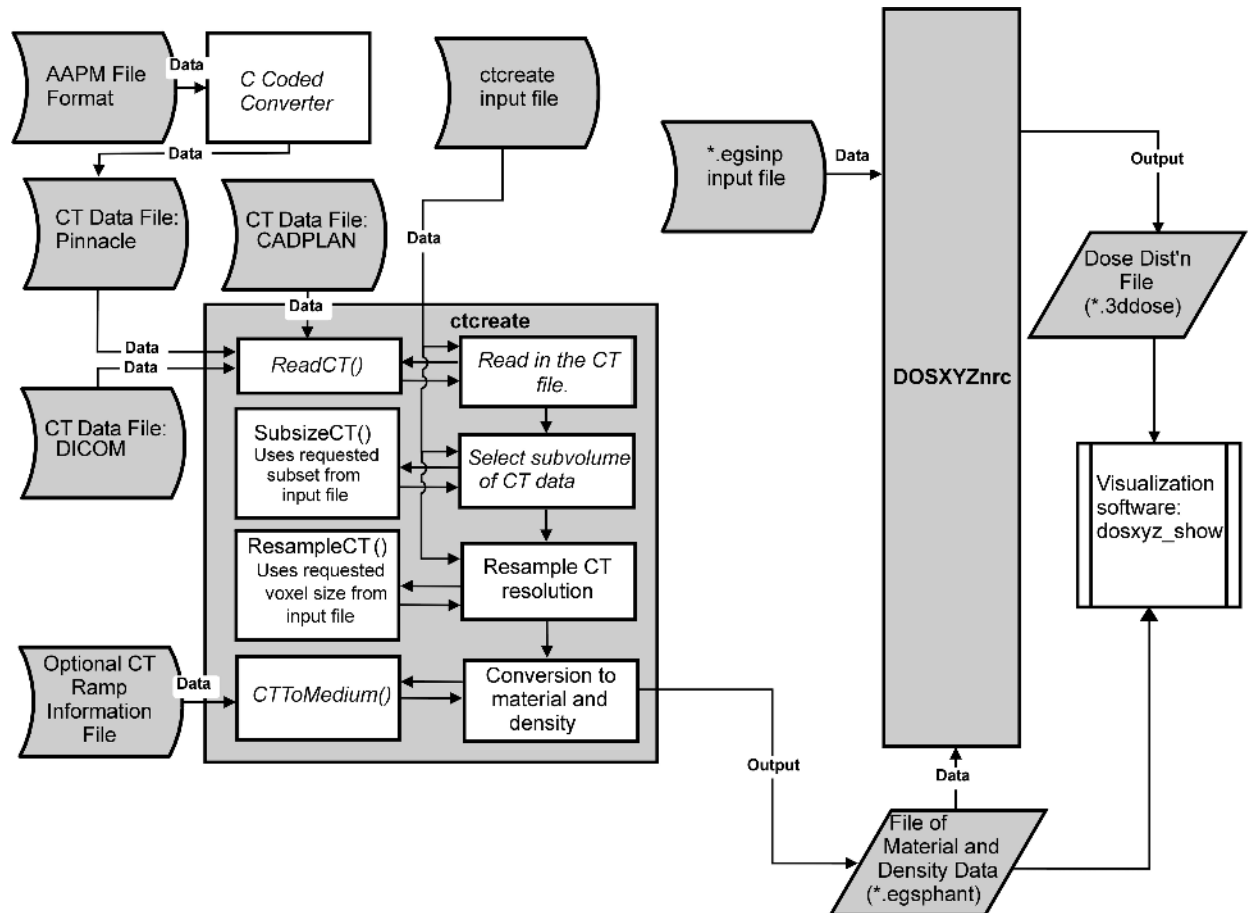 AAPM File
Format
Data
C Coded
Converter
ctcreate
input file
*.egsinp
input file
Data
DOSXYZnrc
Output
Data
CT Data File:
Pinnacle
CT Data File:
CADPLAN
Data
Dose Dist'n
File
(*.3ddose)
Data
ctcreate
Data
Data
ReadCT()
Read in the CT
file.
CT Data File:
DICOM
SubsizeCT()
Uses requested
subset from
input file
Select subvolume
of CT data
Visualization
software:
dosxyz_show
ResampleCT()
Uses requested
voxel size from
input file
Resample CT
resolution
Optional CT
Ramp
Information
File
Data
CTToMedium()
Conversion to
material and
density
Output
Data
File of
Material and
Density Data
(*.egsphant)